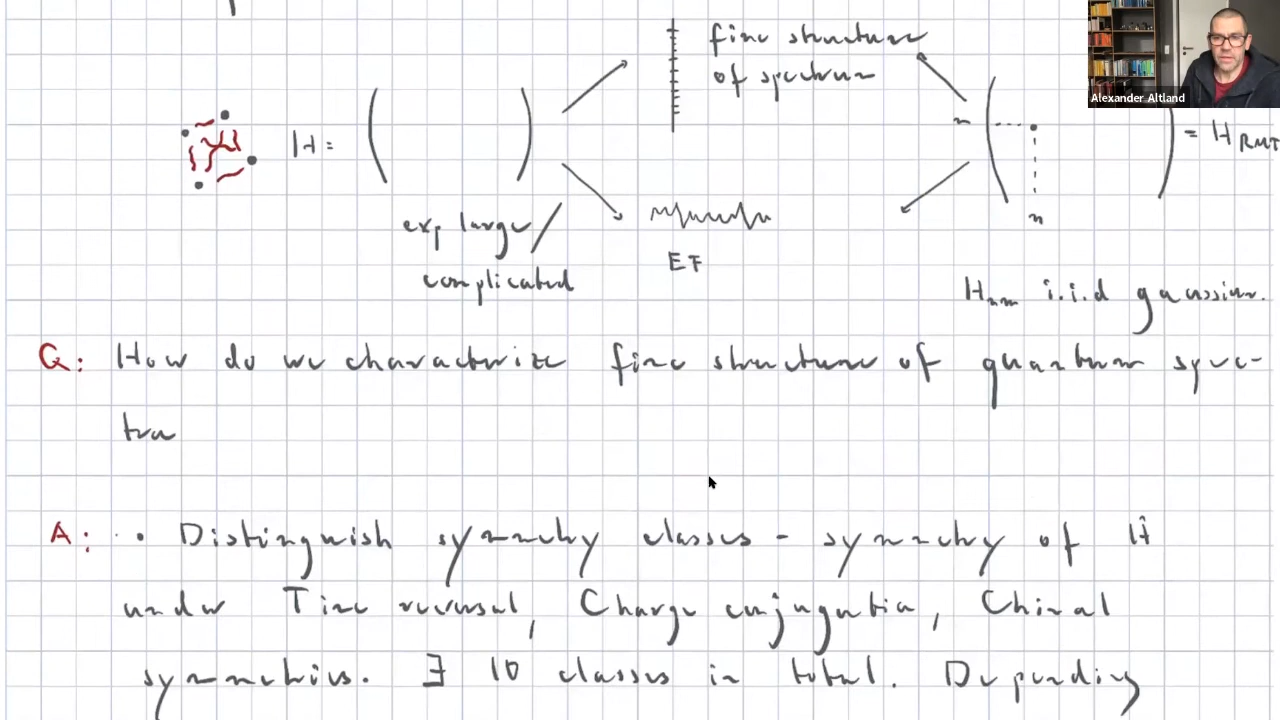 fine structure
of spectrum
Alexander Altland
H =
n
= H_RMT
exp large/
complicated
EF
m
H_nm i.i.d gaussian.
Q: How do we characterize fine structure of quantum spec-
tra
A: • Distinguish symmetry classes - symmetry of Ĥ
under Time reversal, Charge conjugation, Chiral
symmetries. ∃ 10 classes in total. Depending